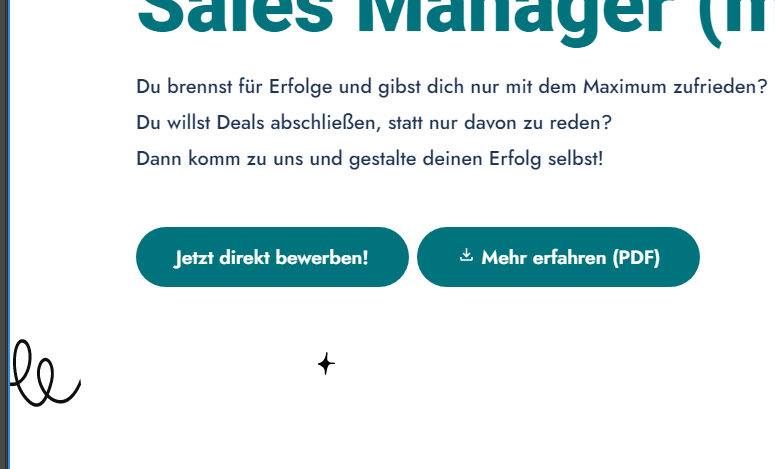 Sales Manager (m
Du brennst für Erfolge und gibst dich nur mit dem Maximum zufrieden?
Du willst Deals abschließen, statt nur davon zu reden?
Dann komm zu uns und gestalte deinen Erfolg selbst!
Jetzt direkt bewerben!
Mehr erfahren (PDF)